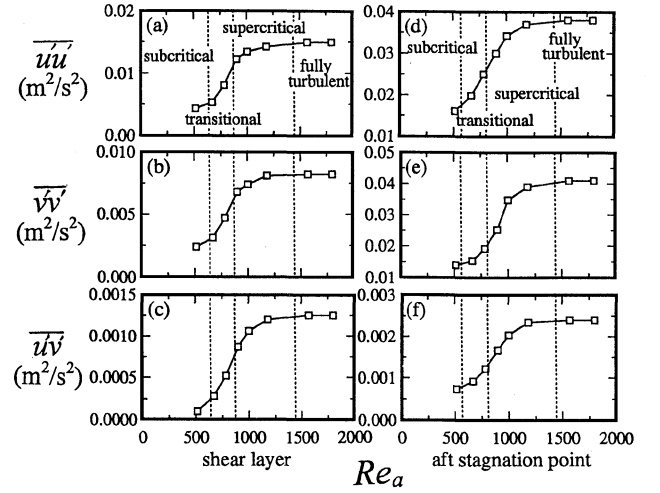 0.02
(a)
supercritical
subcritical
0.01
fully
turbulent
transitional
0.00
u'u'
(m²/s²)
0.04
(d)
subcritical
fully
turbulent
0.03
supercritical
0.02
transitional
0.01
0.010
(b)
0.005
0.000
v'v'
(m²/s²)
0.05
(e)
0.04
0.03
0.02
0.01
0.0015
(c)
0.0010
0.0005
0.0000
u'v'
(m²/s²)
0.003
(f)
0.002
0.001
0.000
0 500 1000 1500 2000
0 500 1000 1500 2000
shear layer
aft stagnation point
Re_a